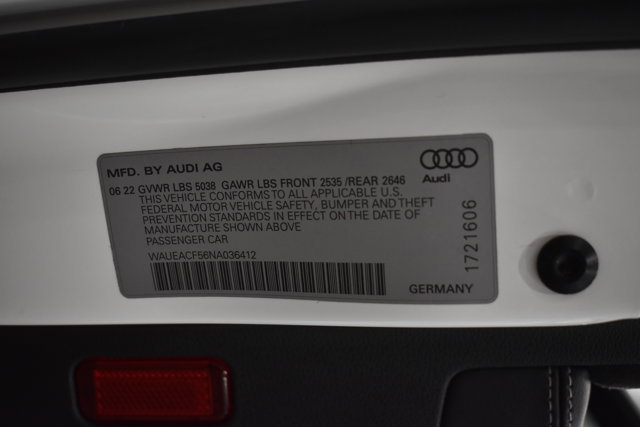 MFD. BY AUDI AG
06 22 GVWR LBS 5038 GAWR LBS FRONT 2535 /REAR 2646
THIS VEHICLE CONFORMS TO ALL APPLICABLE U.S.
FEDERAL MOTOR VEHICLE SAFETY, BUMPER AND THEFT
PREVENTION STANDARDS IN EFFECT ON THE DATE OF
MANUFACTURE SHOWN ABOVE
PASSENGER CAR
WAUEACF56NA036412
Audi
1721606
GERMANY